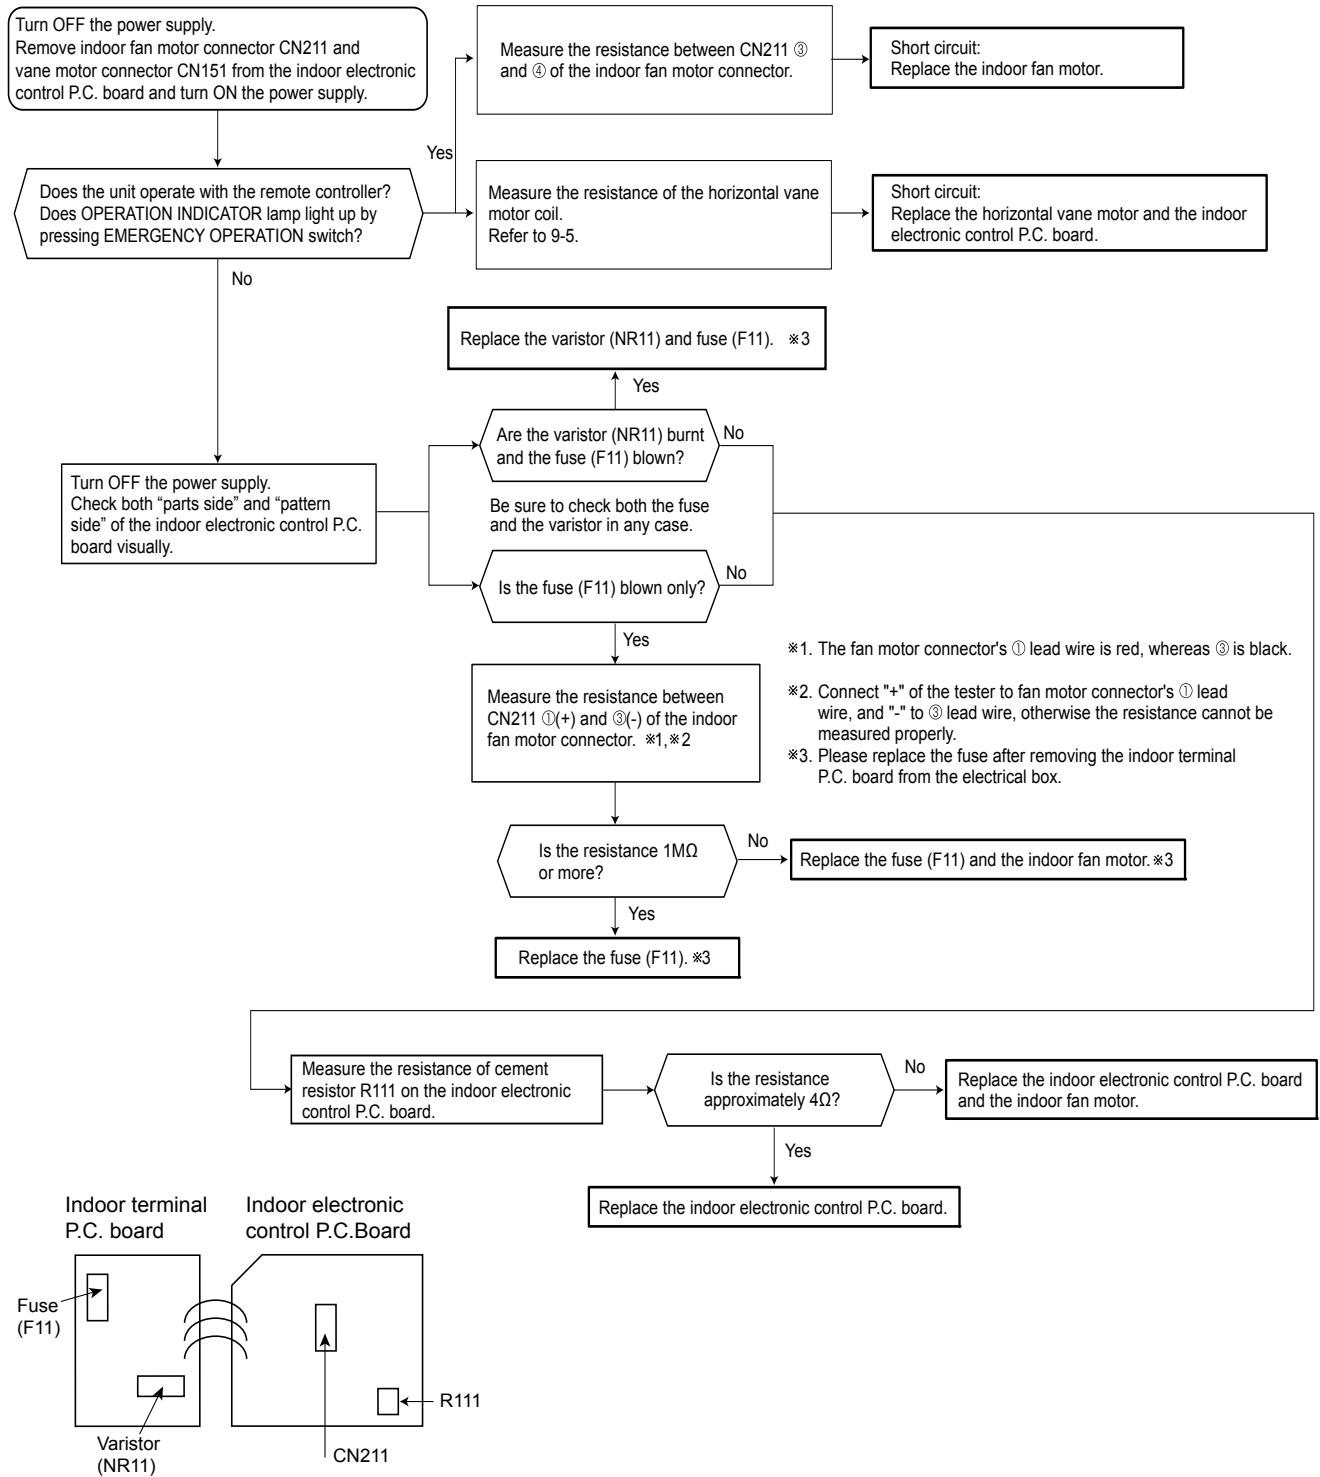 Turn OFF the power supply.
Remove indoor fan motor connector CN211 and
vane motor connector CN151 from the indoor electronic
control P.C. board and turn ON the power supply.
Measure the resistance between CN211 ③
and ④ of the indoor fan motor connector.
Short circuit:
Replace the indoor fan motor.
Yes
Does the unit operate with the remote controller?
Does OPERATION INDICATOR lamp light up by
pressing EMERGENCY OPERATION switch?
Measure the resistance of the horizontal vane
motor coil.
Refer to 9-5.
Short circuit:
Replace the horizontal vane motor and the indoor
electronic control P.C. board.
No
Replace the varistor (NR11) and fuse (F11). ※3
Yes
Are the varistor (NR11) burnt
and the fuse (F11) blown?
No
Turn OFF the power supply.
Check both “parts side” and “pattern
side” of the indoor electronic control P.C.
board visually.
Be sure to check both the fuse
and the varistor in any case.
Is the fuse (F11) blown only?
No
Yes
Measure the resistance between
CN211 ①(+) and ③(-) of the indoor
fan motor connector. ※1,※2
※1. The fan motor connector's ① lead wire is red, whereas ③ is black.
※2. Connect "+" of the tester to fan motor connector's ① lead
wire, and "-" to ③ lead wire, otherwise the resistance cannot be
measured properly.
※3. Please replace the fuse after removing the indoor terminal
P.C. board from the electrical box.
Is the resistance 1MΩ
or more?
No
Replace the fuse (F11) and the indoor fan motor.※3
Yes
Replace the fuse (F11). ※3
Measure the resistance of cement
resistor R111 on the indoor electronic
control P.C. board.
Is the resistance
approximately 4Ω?
No
Replace the indoor electronic control P.C. board
and the indoor fan motor.
Yes
Replace the indoor electronic control P.C. board.
Indoor terminal
P.C. board
Indoor electronic
control P.C.Board
Fuse
(F11)
R111
Varistor
(NR11)
CN211